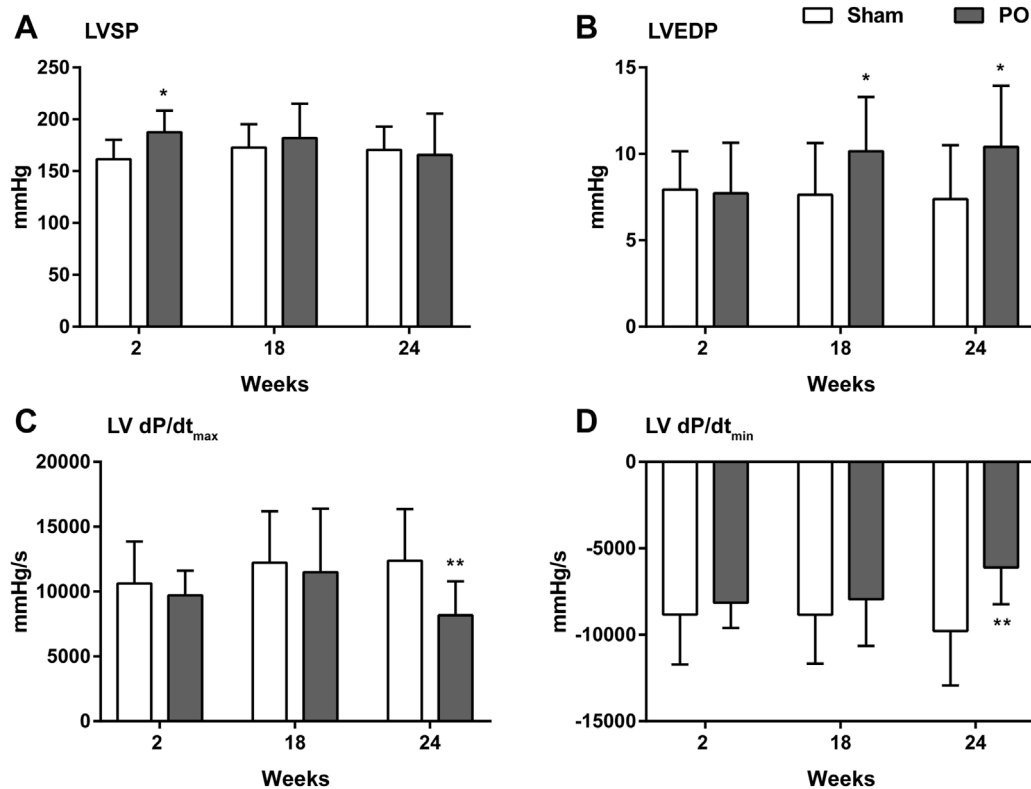 Sham PO
A LVSP
250
200
150
100
50
0
mmHg
*
2 18 24
Weeks
B LVEDP
15
10
5
0
mmHg
* *
2 18 24
Weeks
C LV dP/dtmax
20000
15000
10000
5000
0
mmHg/s
**
2 18 24
Weeks
D LV dP/dtmin
0
-5000
-10000
-15000
mmHg/s
**
2 18 24
Weeks